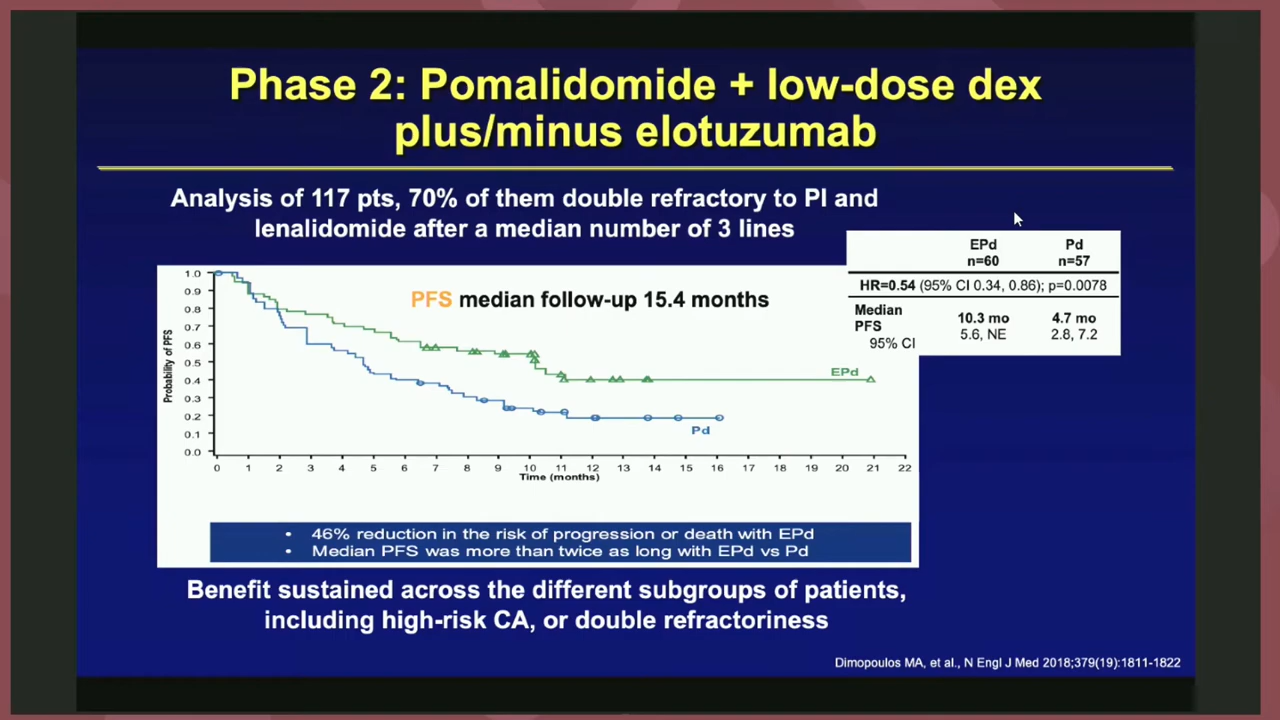 Phase 2: Pomalidomide + low-dose dex
plus/minus elotuzumab
Analysis of 117 pts, 70% of them double refractory to PI and
lenalidomide after a median number of 3 lines
EPd Pd
n=60 n=57
HR=0.54 (95% CI 0.34, 0.86); p=0.0078
Median
PFS 10.3 mo 4.7 mo
95% CI 5.6, NE 2.8, 7.2
PFS median follow-up 15.4 months
Probability of PFS
1.0
0.9
0.8
0.7
0.6
0.5
0.4
0.3
0.2
0.1
0.0
EPd
Pd
0 1 2 3 4 5 6 7 8 9 10 11 12 13 14 15 16 17 18 19 20 21 22
Time (months)
• 46% reduction in the risk of progression or death with EPd
• Median PFS was more than twice as long with EPd vs Pd
Benefit sustained across the different subgroups of patients,
including high-risk CA, or double refractoriness
Dimopoulos MA, et al., N Engl J Med 2018;379(19):1811-1822